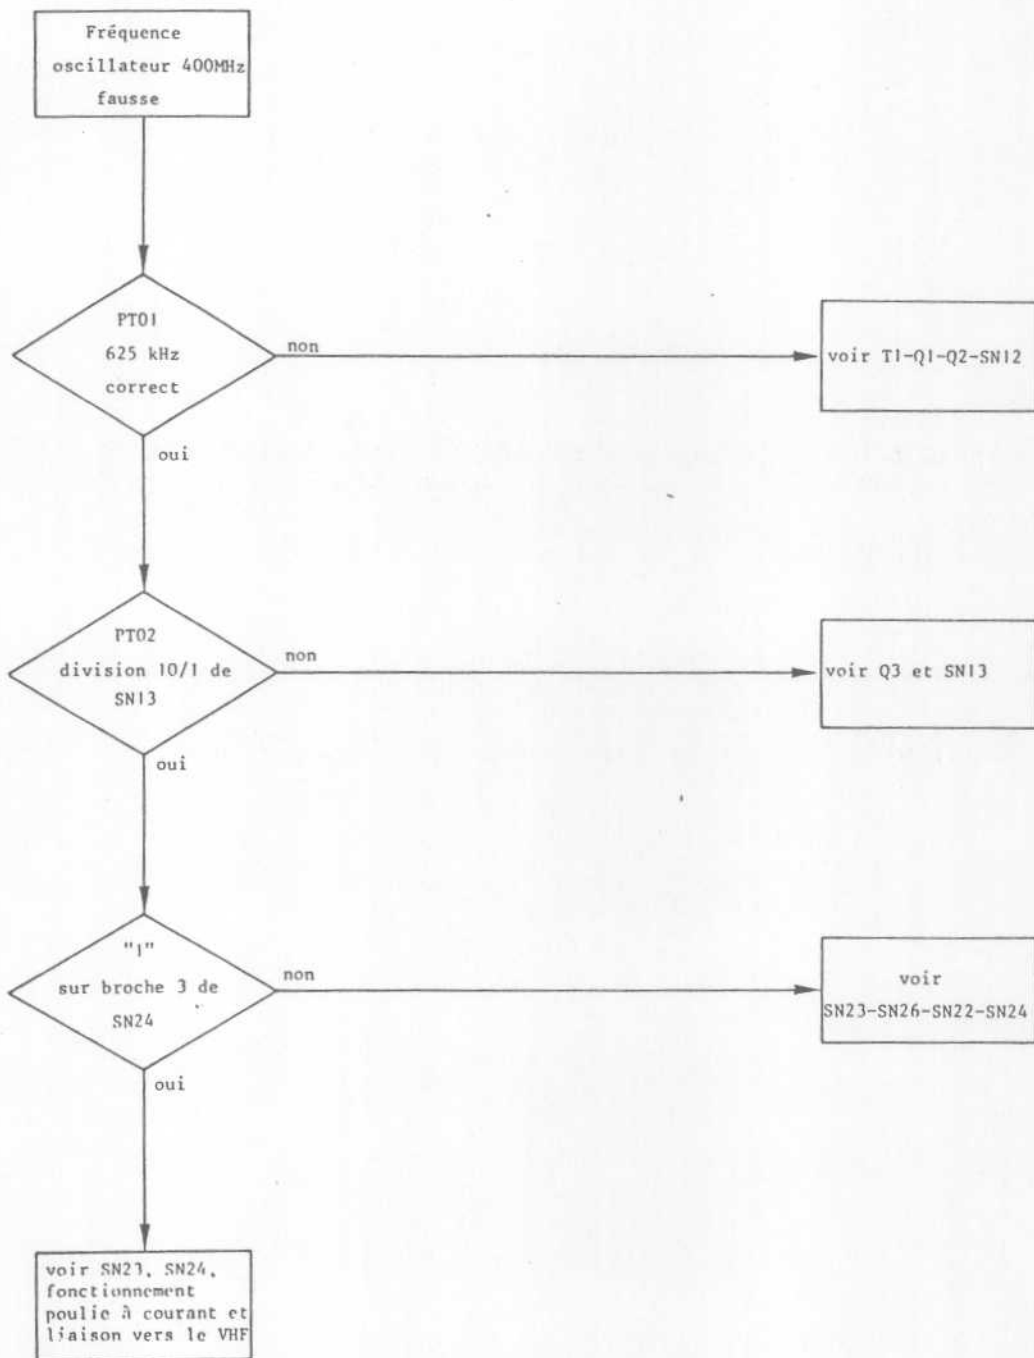 Fréquence
oscillateur 400MHz
fausse
PT01
625 kHz
correct
non
voir T1-Q1-Q2-SN12
oui
PT02
division 10/1 de
SN13
non
voir Q3 et SN13
oui
"1"
sur broche 3 de
SN24
non
voir
SN23-SN26-SN22-SN24
oui
voir SN23, SN24,
fonctionnement
poulie à courant et
liaison vers le VHF